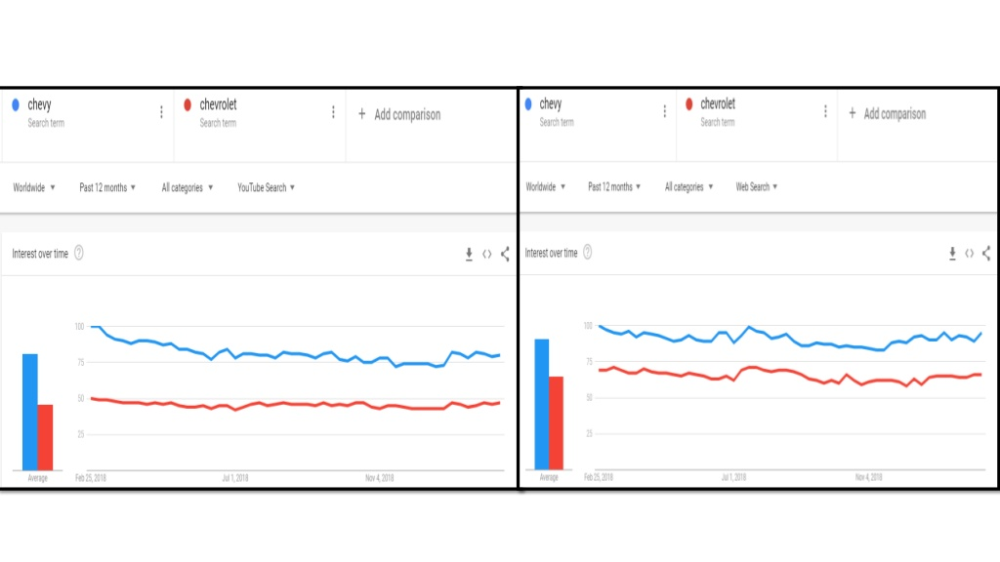 chevy
Search term
chevrolet
Search term
+ Add comparison
Worldwide Past 12 months All categories YouTube Search
Interest over time ?
100
75
50
25
Average
Feb 25, 2018 Jul 1, 2018 Nov 4, 2018
chevy
Search term
chevrolet
Search term
+ Add comparison
Worldwide Past 12 months All categories Web Search
Interest over time ?
100
75
50
25
Average
Feb 25, 2018 Jul 1, 2018 Nov 4, 2018